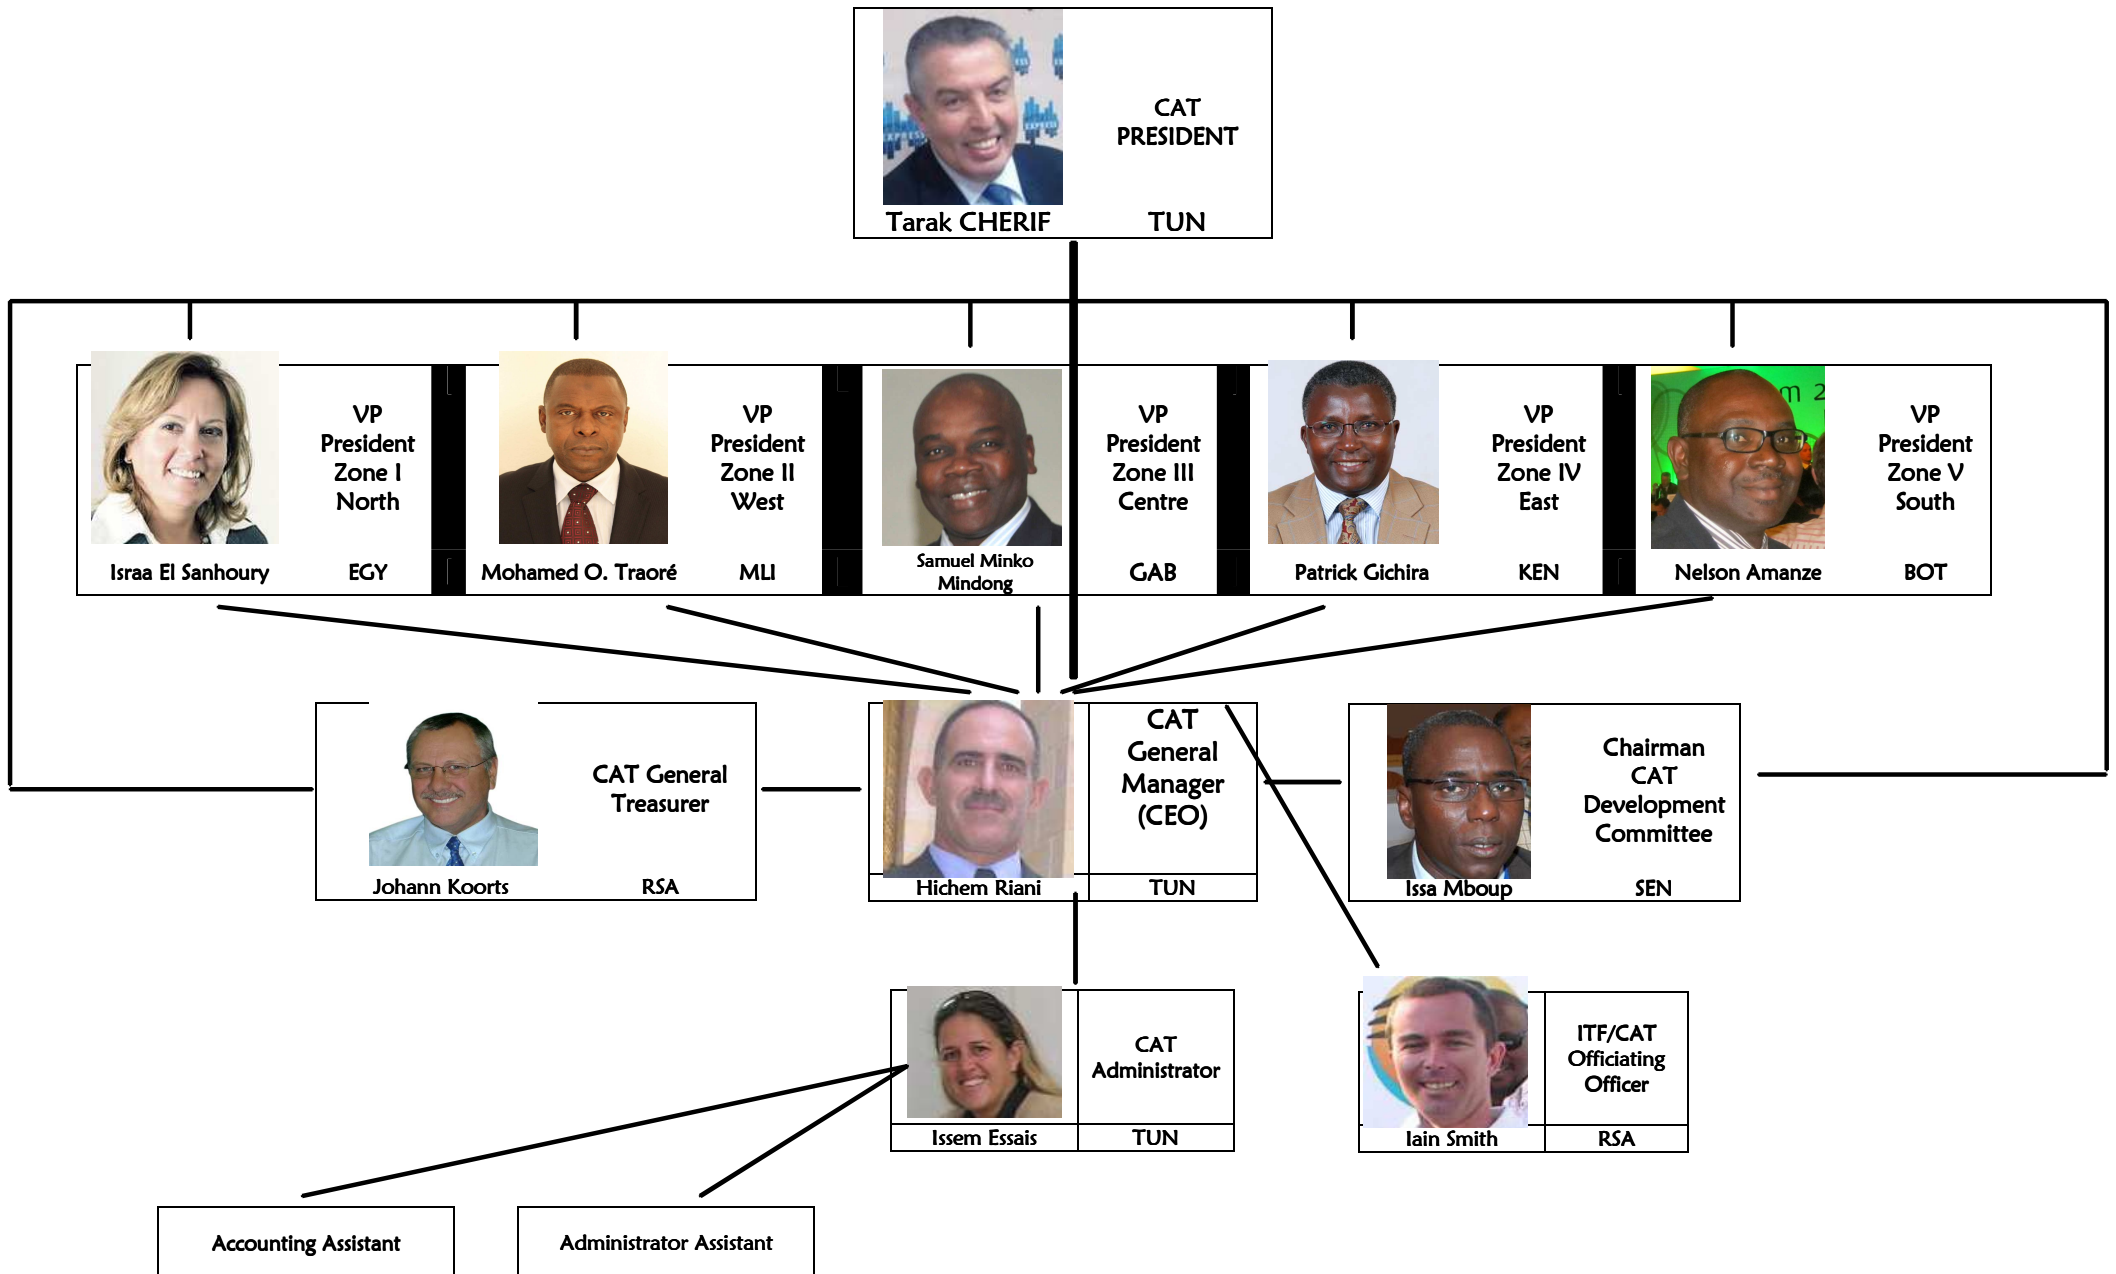 CAT
PRESIDENT
Tarak CHERIF
TUN
VP
President
Zone I
North
Israa El Sanhoury
EGY
VP
President
Zone II
West
Mohamed O. Traoré
MLI
VP
President
Zone III
Centre
Samuel Minko
Mindong
GAB
VP
President
Zone IV
East
Patrick Gichira
KEN
m 2
VP
President
Zone V
South
Nelson Amanze
BOT
CAT General
Treasurer
Johann Koorts
RSA
CAT
General
Manager
(CEO)
Hichem Riani
TUN
Chairman
CAT
Development
Committee
Issa Mboup
SEN
CAT
Administrator
Issem Essais
TUN
ITF/CAT
Officiating
Officer
Iain Smith
RSA
Accounting Assistant
Administrator Assistant